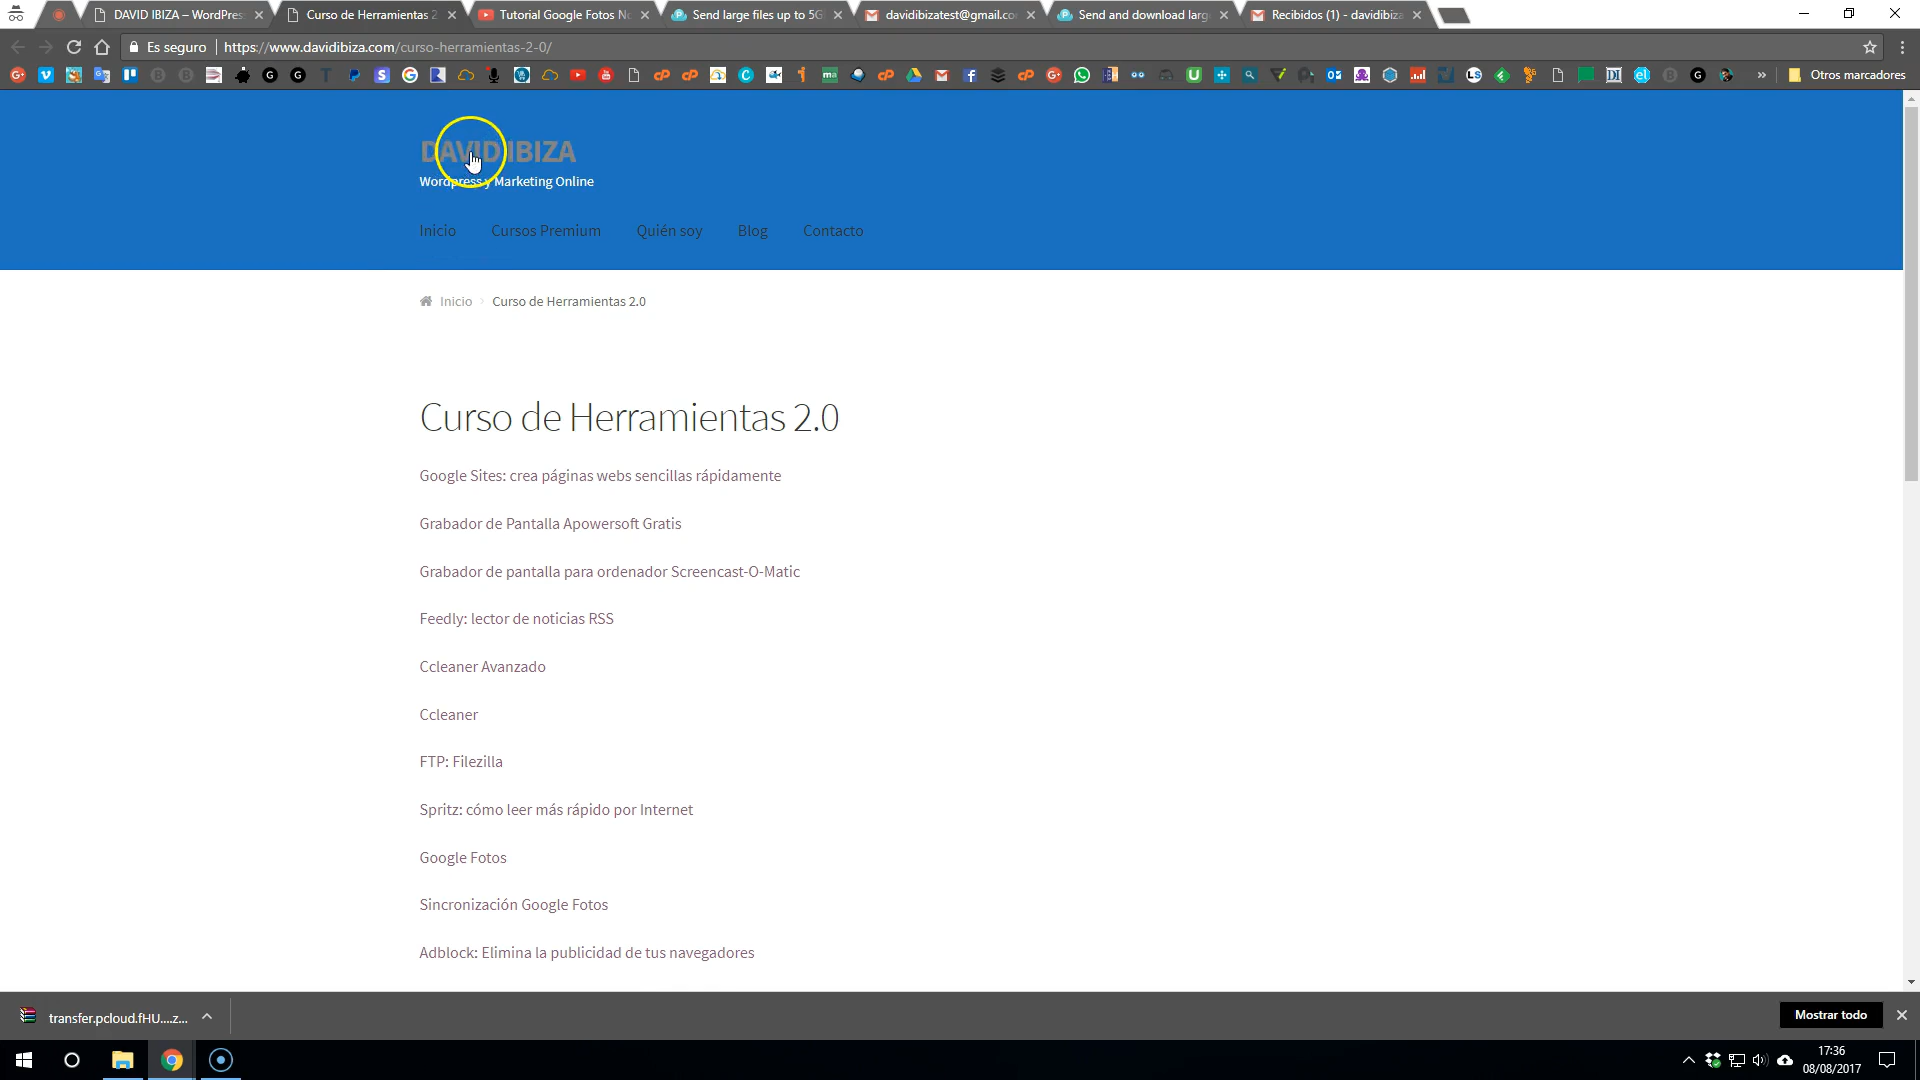 DAVID IBIZA – WordPres
Curso de Herramientas 2
Tutorial Google Fotos N
Send large files up to 5G
davidibizatest@gmail.co
Send and download larg
Recibidos (1) - davidibiza
Es seguro
https://www.davidibiza.com/curso-herramientas-2-0/
Otros marcadores
DAVID IBIZA
Wordpress y Marketing Online
Inicio
Cursos Premium
Quién soy
Blog
Contacto
Inicio
Curso de Herramientas 2.0
Curso de Herramientas 2.0
Google Sites: crea páginas webs sencillas rápidamente
Grabador de Pantalla Apowersoft Gratis
Grabador de pantalla para ordenador Screencast-O-Matic
Feedly: lector de noticias RSS
Ccleaner Avanzado
Ccleaner
FTP: Filezilla
Spritz: cómo leer más rápido por Internet
Google Fotos
Sincronización Google Fotos
Adblock: Elimina la publicidad de tus navegadores
transfer.pcloud.fHU....z...
Mostrar todo
17:36
08/08/2017